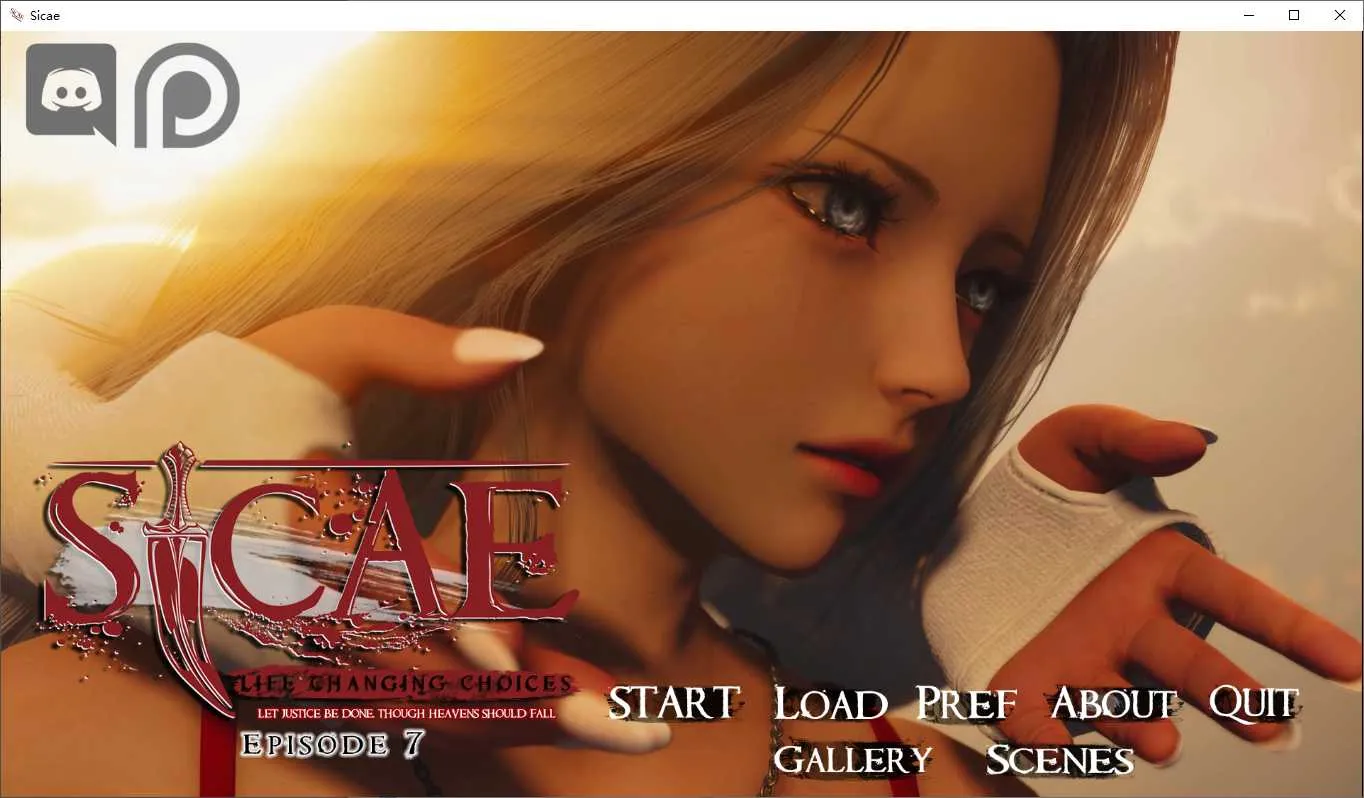 Sicae
SICAE
LIFE CHANGING CHOICES
LET JUSTICE BE DONE, THOUGH HEAVENS SHOULD FALL
EPISODE 7
START LOAD PREF ABOUT QUIT
GALLERY SCENES